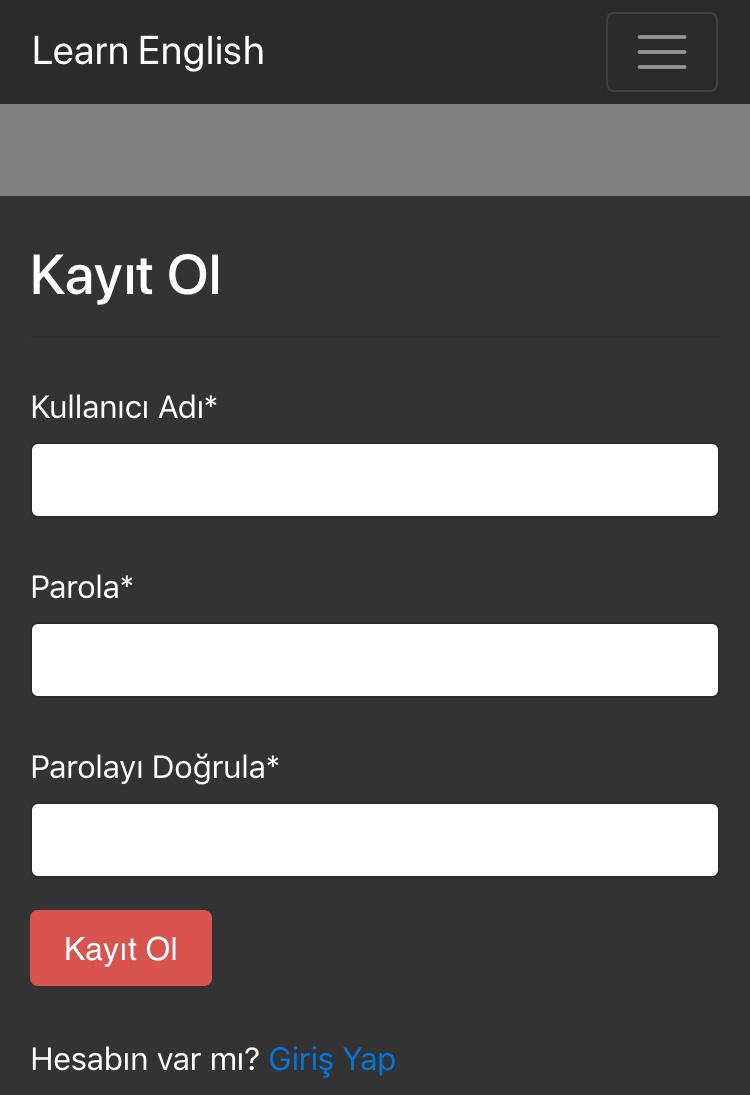 Learn English
Kayıt Ol
Kullanıcı Adı*
Parola*
Parolayı Doğrula*
Kayıt Ol
Hesabın var mı? Giriş Yap